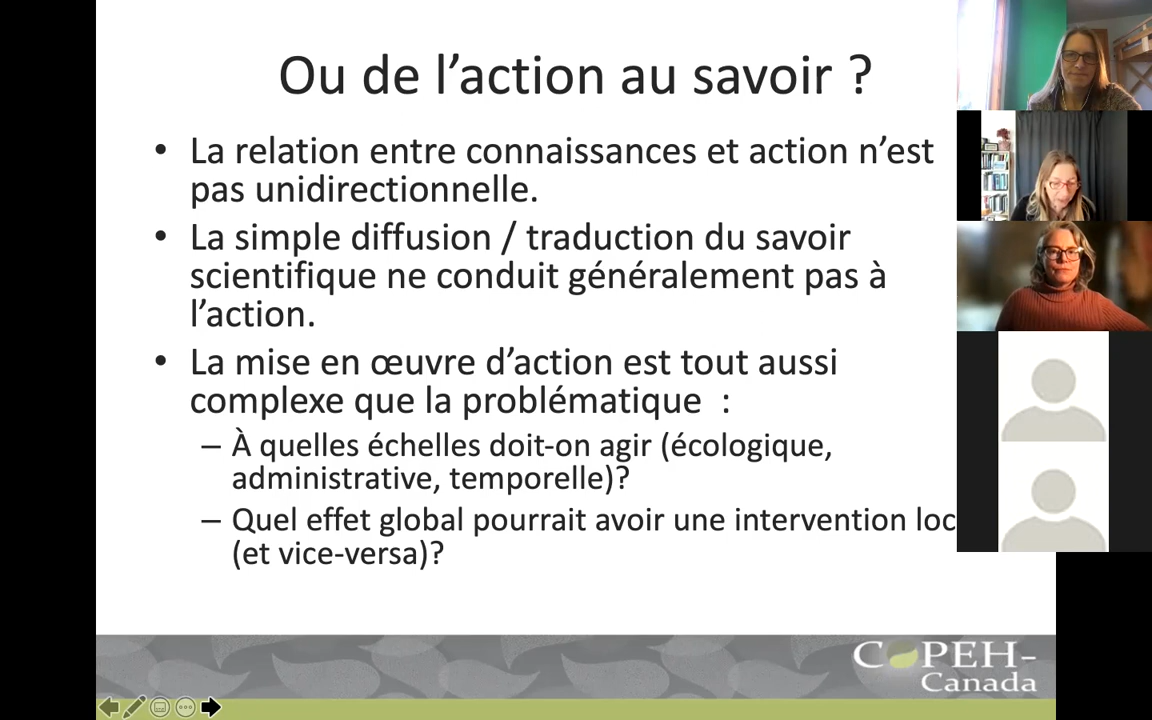 Ou de l’action au savoir ?
• La relation entre connaissances et action n’est
pas unidirectionnelle.
• La simple diffusion / traduction du savoir
scientifique ne conduit généralement pas à
l’action.
• La mise en œuvre d’action est tout aussi
complexe que la problématique :
– À quelles échelles doit-on agir (écologique,
administrative, temporelle)?
– Quel effet global pourrait avoir une intervention loc
(et vice-versa)?
COPEH-
Canada